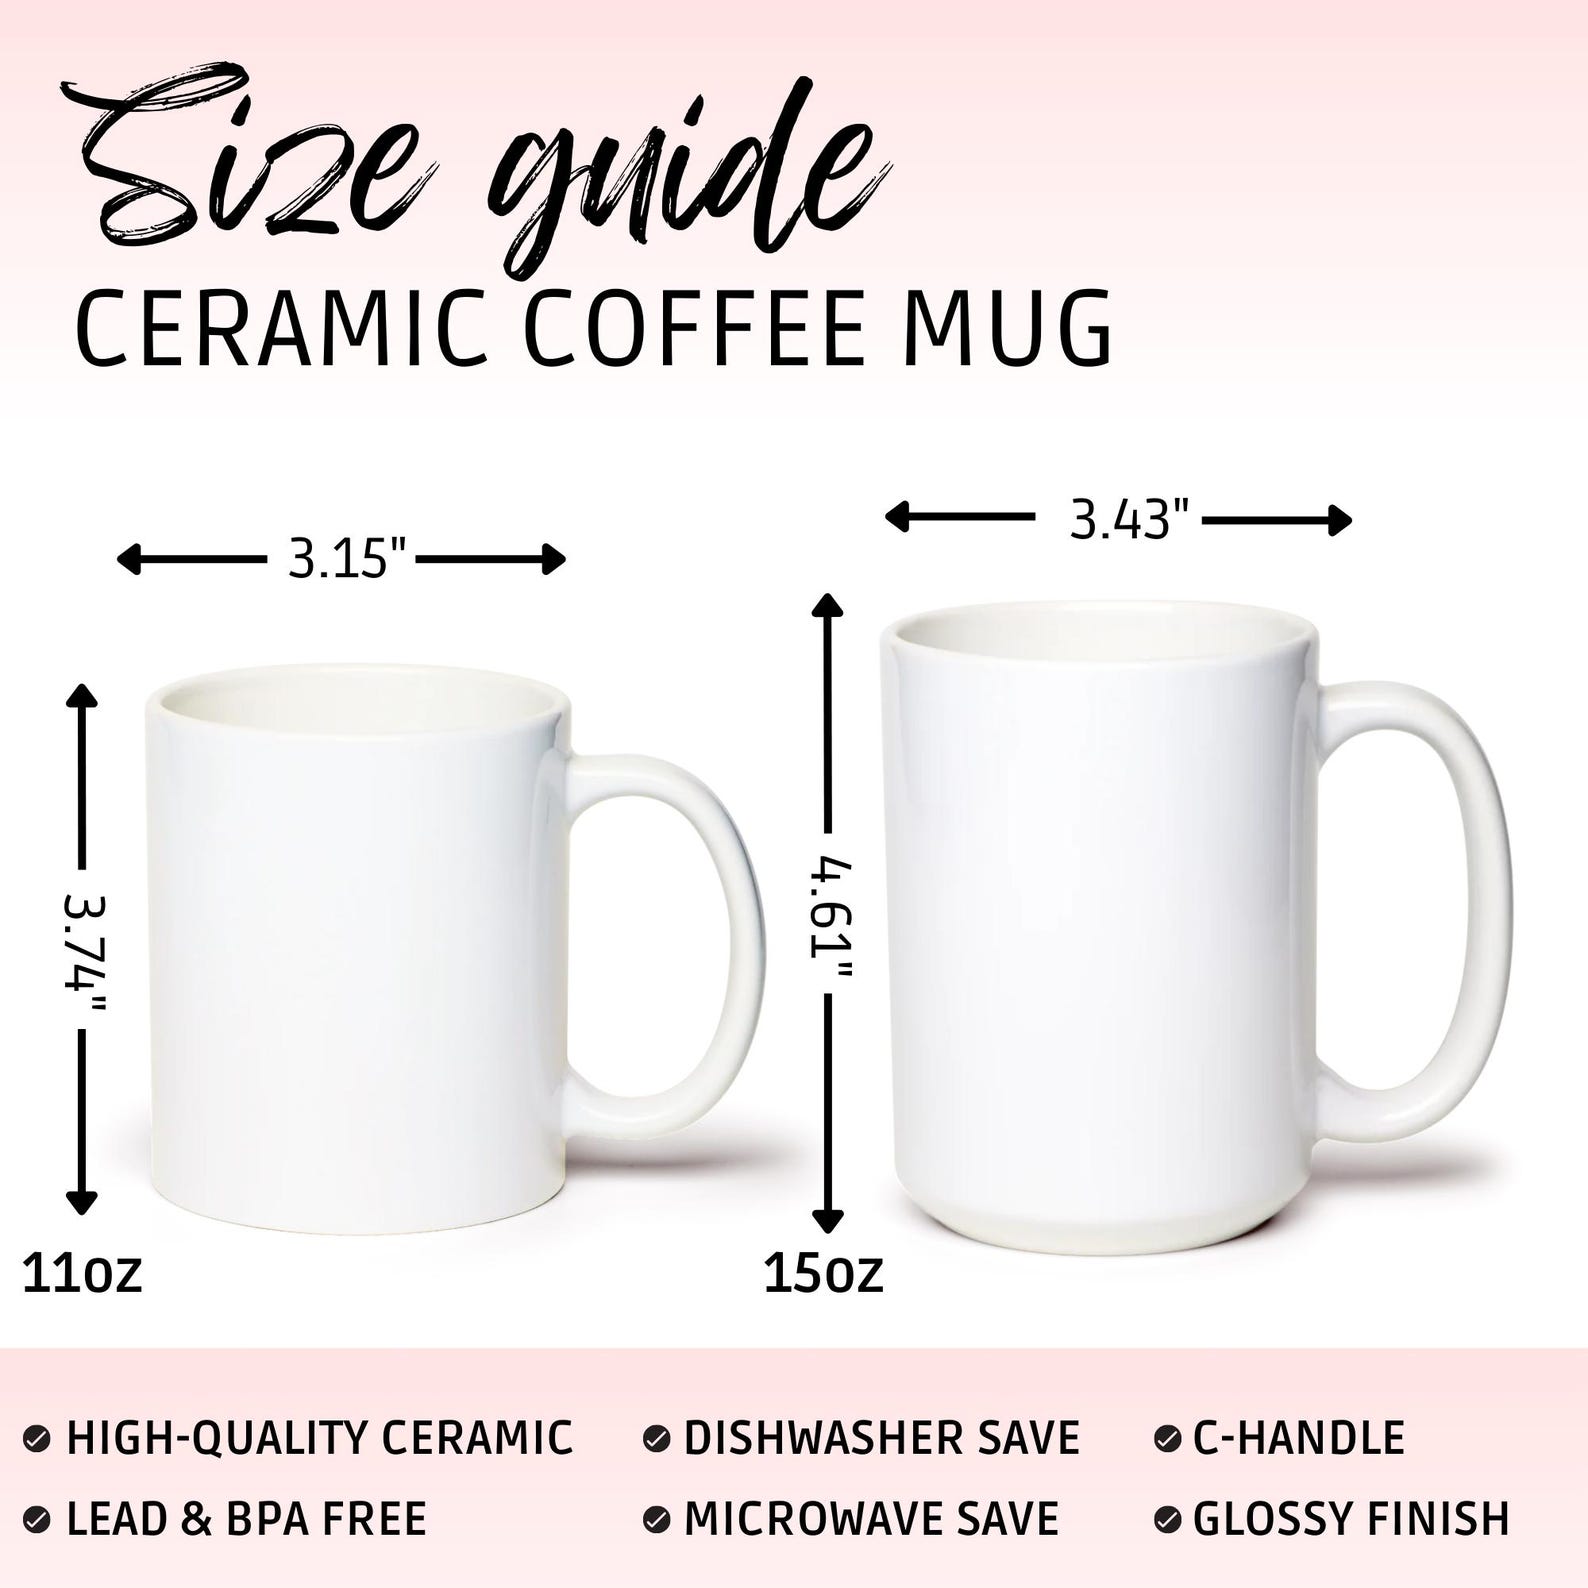 Size guide
CERAMIC COFFEE MUG
3.15"
3.43"
3.74"
4.61"
11oz
15oz
HIGH-QUALITY CERAMIC
DISHWASHER SAVE
C-HANDLE
LEAD & BPA FREE
MICROWAVE SAVE
GLOSSY FINISH